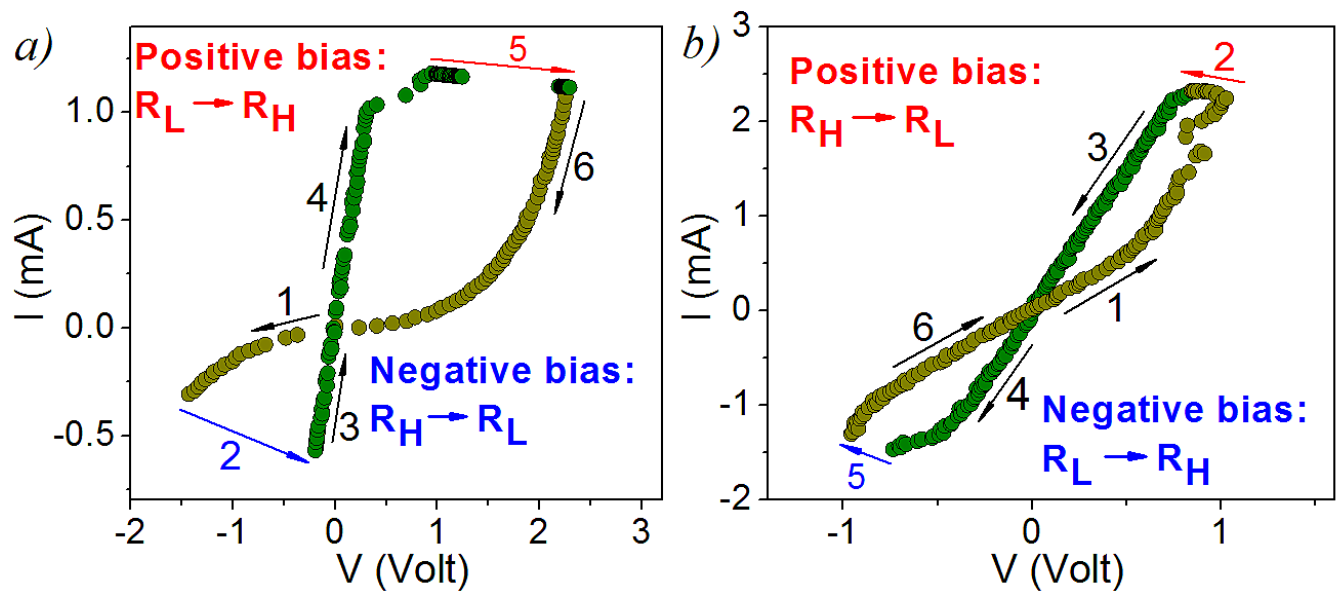 a)
Positive bias:
R_L → R_H
5
4
6
1
Negative bias:
R_H → R_L
3
2
1.0
0.5
0.0
-0.5
I (mA)
-2
-1
0
1
2
3
V (Volt)
b)
Positive bias:
R_H → R_L
2
3
1
6
4
Negative bias:
R_L → R_H
5
3
2
1
0
-1
-2
I (mA)
-1
0
1
V (Volt)